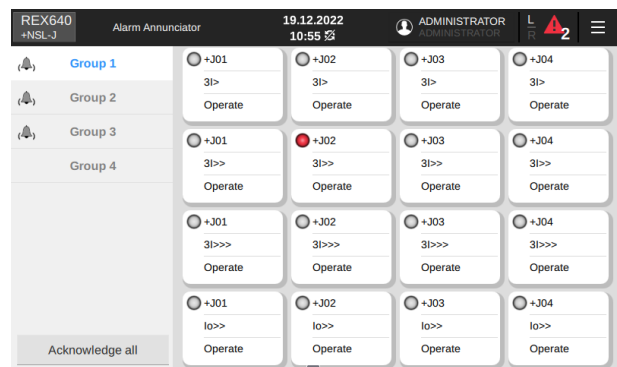 REX640
+NSL-J
Alarm Annunciator
19.12.2022
10:55
ADMINISTRATOR
ADMINISTRATOR
L
R
2
Group 1
Group 2
Group 3
Group 4
Acknowledge all
+J01 +J02 +J03 +J04
3I> 3I> 3I> 3I>
Operate Operate Operate Operate
+J01 +J02 +J03 +J04
3I>> 3I>> 3I>> 3I>>
Operate Operate Operate Operate
+J01 +J02 +J03 +J04
3I>>> 3I>>> 3I>>> 3I>>>
Operate Operate Operate Operate
+J01 +J02 +J03 +J04
Io>> Io>> Io>> Io>>
Operate Operate Operate Operate